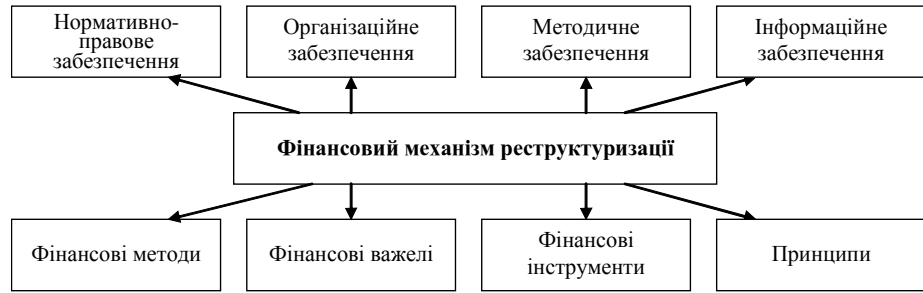 Нормативно-
правове
забезпечення
Організаційне
забезпечення
Методичне
забезпечення
Інформаційне
забезпечення
Фінансовий механізм реструктуризації
Фінансові методи
Фінансові важелі
Фінансові
інструменти
Принципи